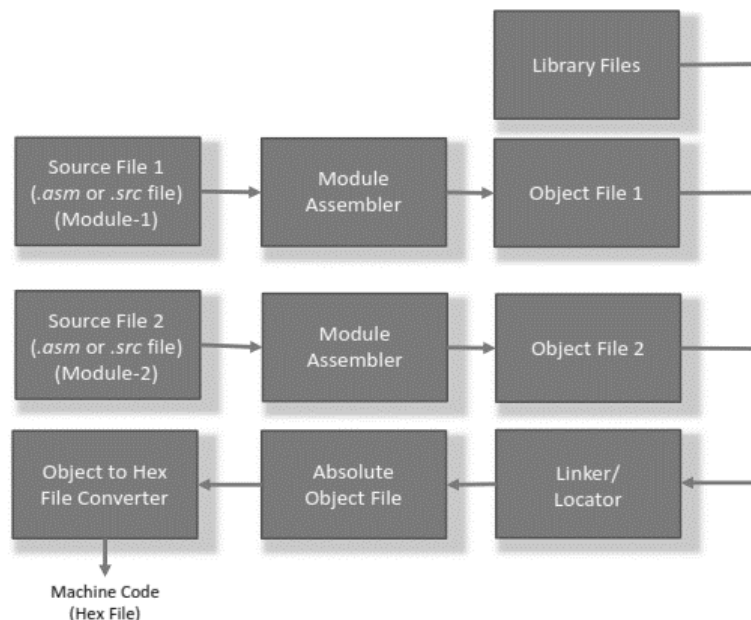 Library Files
Source File 1
(.asm or .src file)
(Module-1)
Module
Assembler
Object File 1
Source File 2
(.asm or .src file)
(Module-2)
Module
Assembler
Object File 2
Object to Hex
File Converter
Absolute
Object File
Linker/
Locator
Machine Code
(Hex File)